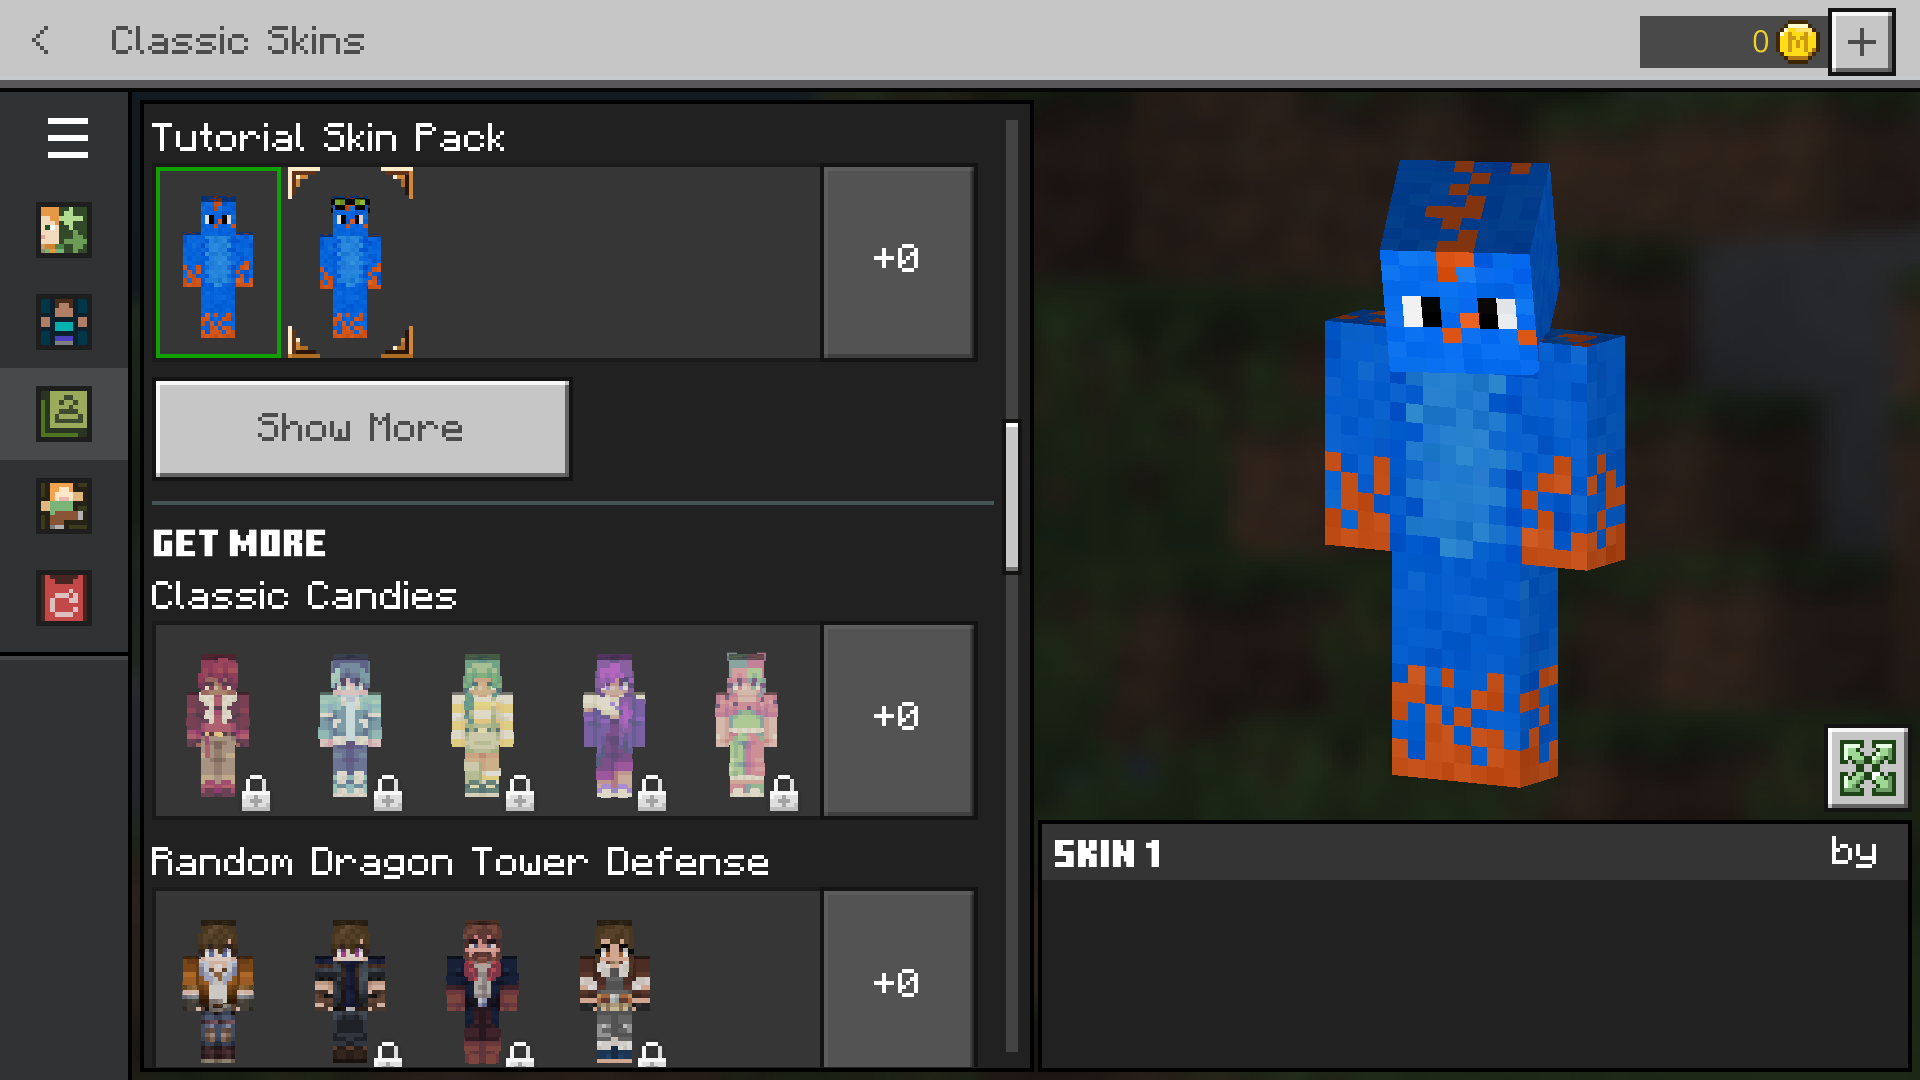 Classic Skins
0
Tutorial Skin Pack
+0
Show More
GET MORE
Classic Candies
+0
Random Dragon Tower Defense
+0
SKIN 1
by